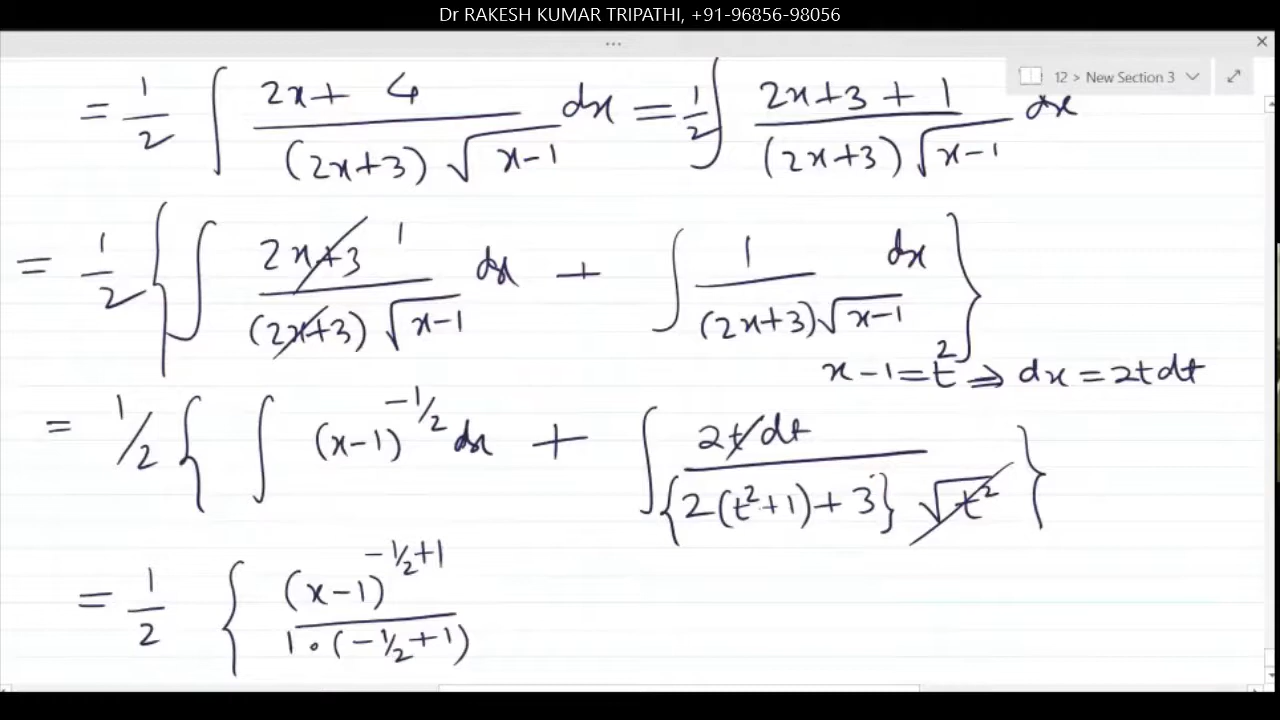 Dr RAKESH KUMAR TRIPATHI, +91-96856-98056
...
12 > New Section 3
= 1/2 ∫ (2x + 4)/((2x+3) √(x-1)) dx = 1/2 ∫ (2x+3+1)/((2x+3) √(x-1)) dx
= 1/2 { ∫ (2x+3) 1/((2x+3) √(x-1)) dx + ∫ 1/((2x+3)√(x-1)) dx }
x-1 = t² ⇒ dx = 2t dt
= 1/2 { ∫ (x-1)^(-1/2) dx + ∫ 2t dt/({2(t²+1)+3} √t²) }
= 1/2 { (x-1)^(-1/2+1)/(1·(-1/2+1))